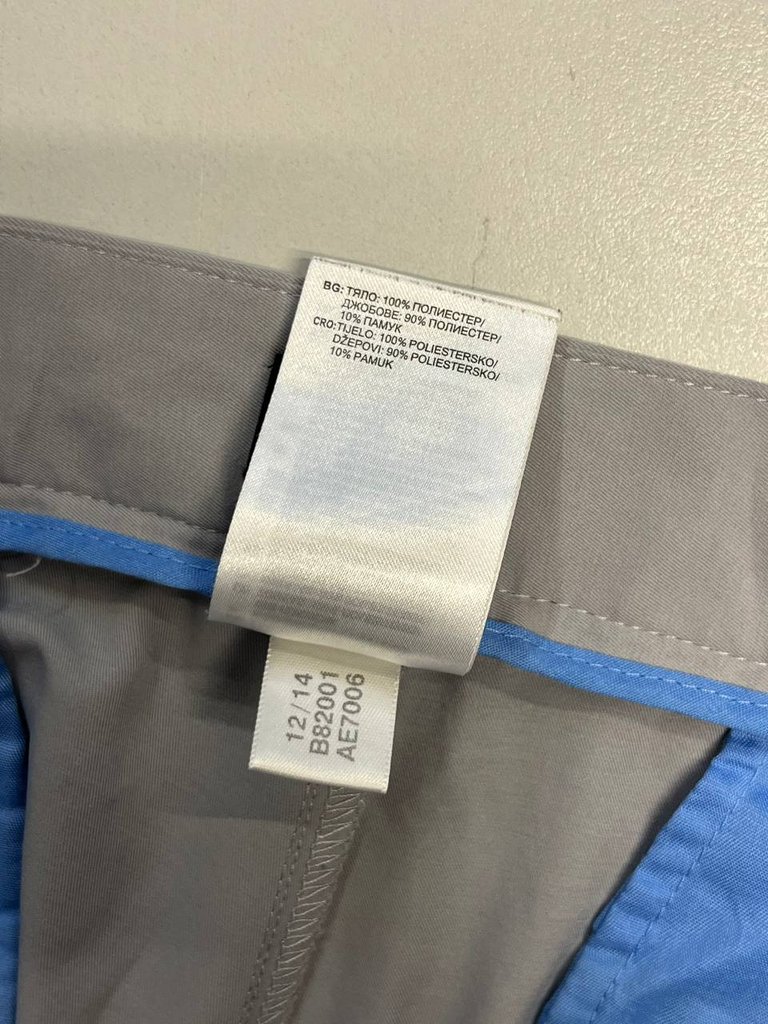 BG: ТЯЛО: 100% ПОЛИЕСТЕР/
ДЖОБОВЕ: 90% ПОЛИЕСТЕР/
10% ПАМУК
CRO:TIJELO: 100% POLIESTERSKO/
DŽEPOVI: 90% POLIESTERSKO/
10% PAMUK
12/14
B82001
AE7006